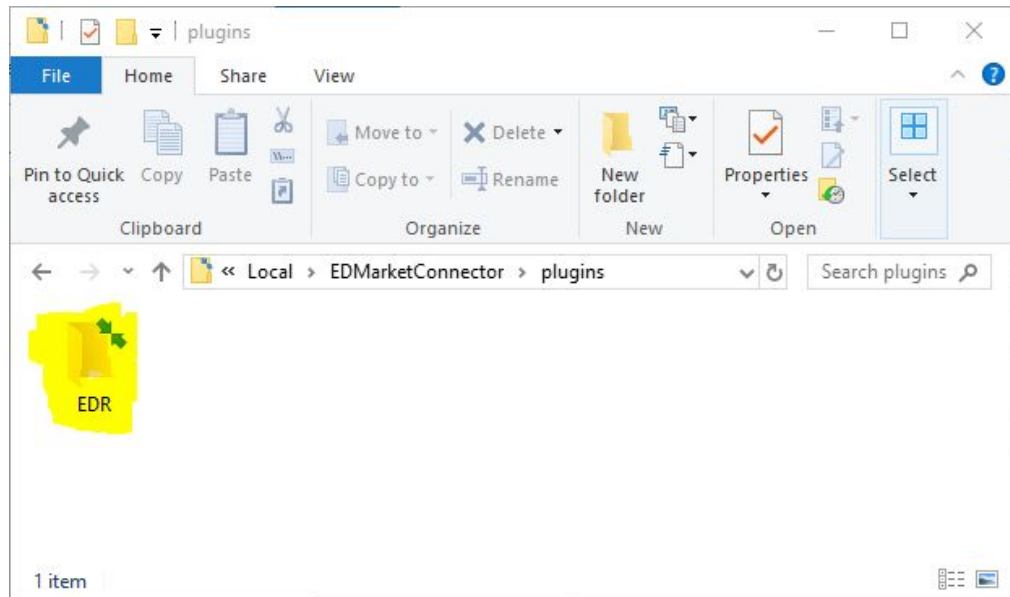 plugins
File Home Share View
Pin to Quick access
Copy
Paste
Clipboard
Move to
Copy to
Delete
Rename
Organize
New folder
New
Properties
Open
Select
« Local > EDMarketConnector > plugins
Search plugins
EDR
1 item